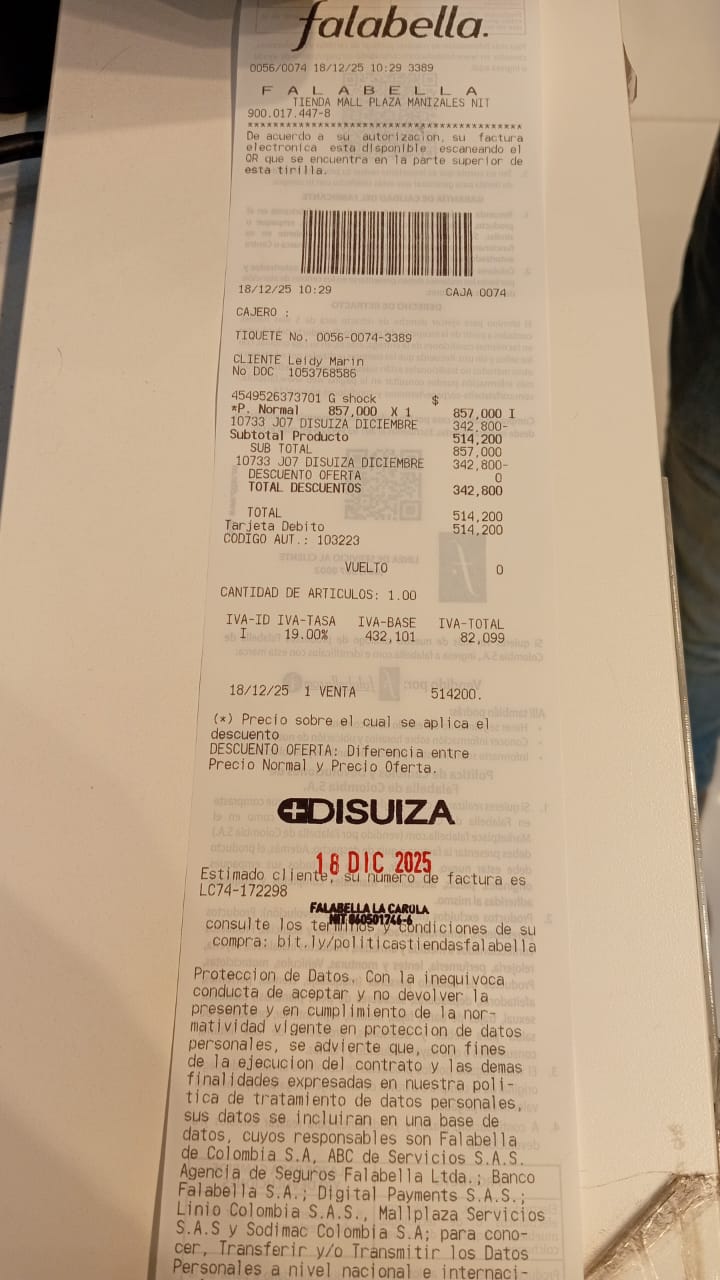 falabella.
0056/0074 18/12/25 10:29 3389
F A L A B E L L A
TIENDA MALL PLAZA MANIZALES NIT
900.017.447-8
********************************************
De acuerdo a su autorizacion, su factura
electronica esta disponible escaneando el
QR que se encuentra en la parte superior de
esta tirilla.
18/12/25 10:29 CAJA 0074
CAJERO :
TIQUETE No. 0056-0074-3389
CLIENTE Leidy Marin
No DOC 1053768586
4549526373701 G shock $
*P. Normal 857,000 X 1 857,000 I
10733 J07 DISUIZA DICIEMBRE 342,800-
Subtotal Producto 514,200
SUB TOTAL 857,000
10733 J07 DISUIZA DICIEMBRE 342,800-
DESCUENTO OFERTA 0
TOTAL DESCUENTOS 342,800
TOTAL 514,200
Tarjeta Debito 514,200
CODIGO AUT.: 103223
VUELTO 0
CANTIDAD DE ARTICULOS: 1.00
IVA-ID IVA-TASA IVA-BASE IVA-TOTAL
I 19.00% 432,101 82,099
18/12/25 1 VENTA 514200.
(*) Precio sobre el cual se aplica el
descuento
DESCUENTO OFERTA: Diferencia entre
Precio Normal y Precio Oferta.
DISUIZA
18 DIC 2025
Estimado cliente, su numero de factura es
LC74-172298
FALABELLA LA CAROLA
NIT 860501746-6
consulte los terminos y condiciones de su
compra: bit.ly/politicastiendasfalabella
Proteccion de Datos. Con la inequivoca
conducta de aceptar y no devolver la
presente y en cumplimiento de la nor-
matividad vigente en proteccion de datos
personales, se advierte que, con fines
de la ejecucion del contrato y las demas
finalidades expresadas en nuestra poli-
tica de tratamiento de datos personales,
sus datos se incluiran en una base de
datos, cuyos responsables son Falabella
de Colombia S.A, ABC de Servicios S.A.S.
Agencia de Seguros Falabella Ltda.; Banco
Falabella S.A.; Digital Payments S.A.S.;
Linio Colombia S.A.S., Mallplaza Servicios
S.A.S y Sodimac Colombia S.A; para cono-
cer, Transferir y/o Transmitir los Datos
Personales a nivel nacional e internaci-